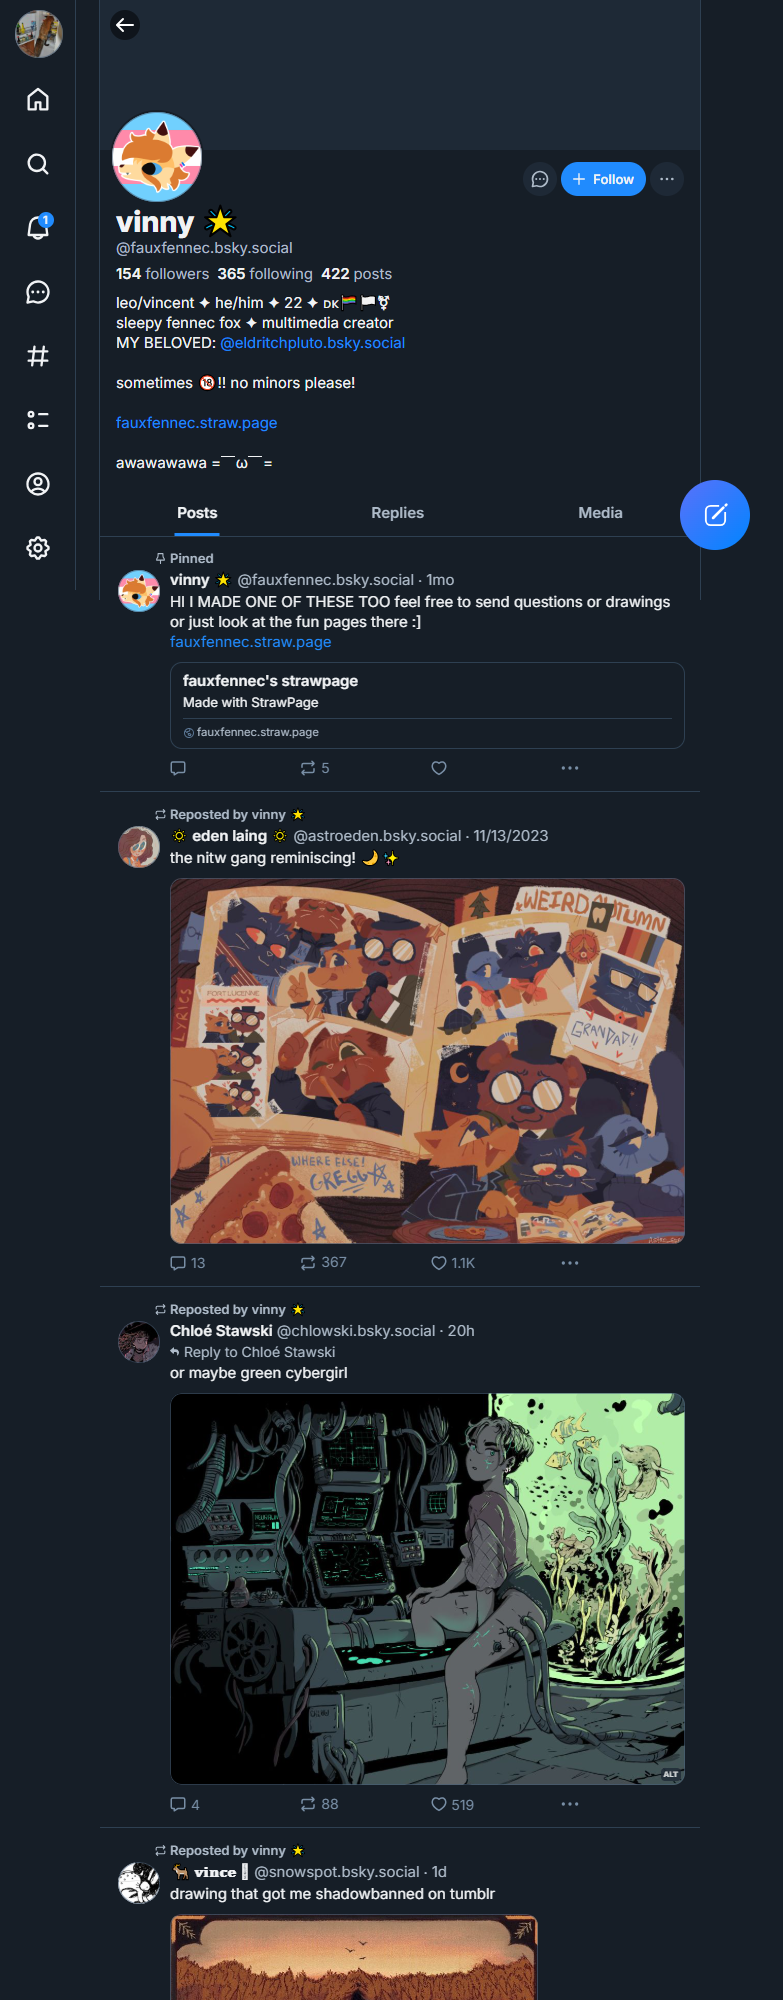 1
Follow
vinny 🌟
@fauxfennec.bsky.social
154 followers 365 following 422 posts
leo/vincent ✦ he/him ✦ 22 ✦ ᴅᴋ🏳️‍🌈 🏳️⚧
sleepy fennec fox ✦ multimedia creator
MY BELOVED: @eldritchpluto.bsky.social
sometimes 🔞!! no minors please!
fauxfennec.straw.page
awawawawa =￣ω￣=
Posts Replies Media
Pinned
vinny 🌟 @fauxfennec.bsky.social · 1mo
HI I MADE ONE OF THESE TOO feel free to send questions or drawings
or just look at the fun pages there :]
fauxfennec.straw.page
fauxfennec's strawpage
Made with StrawPage
fauxfennec.straw.page
5
Reposted by vinny 🌟
🔅 eden laing 🔅 @astroeden.bsky.social · 11/13/2023
the nitw gang reminiscing! 🌙 ✨
WEIRD AUTUMN
LYRICS
FORT LUCENNE
GRANDAD!!
WHERE ELSE!
GREGG
13 367 1.1K
Reposted by vinny 🌟
Chloé Stawski @chlowski.bsky.social · 20h
Reply to Chloé Stawski
or maybe green cybergirl
ALT
4 88 519
Reposted by vinny 🌟
🐐 𝖛𝖎𝖓𝖈𝖊 @snowspot.bsky.social · 1d
drawing that got me shadowbanned on tumblr